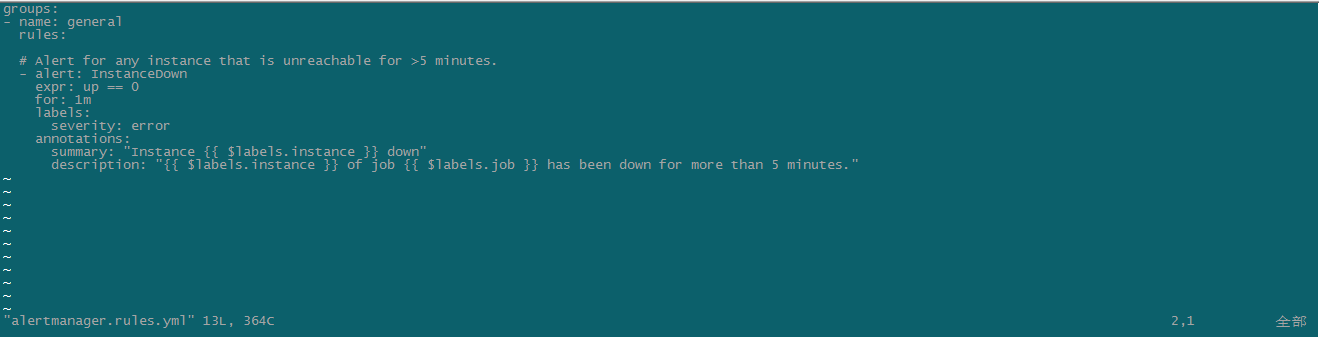 groups:
- name: general
  rules:

  # Alert for any instance that is unreachable for >5 minutes.
  - alert: InstanceDown
    expr: up == 0
    for: 1m
    labels:
      severity: error
    annotations:
      summary: "Instance {{ $labels.instance }} down"
      description: "{{ $labels.instance }} of job {{ $labels.job }} has been down for more than 5 minutes."
~
~
~
~
~
~
~
~
~
~
~
"alertmanager.rules.yml" 13L, 364C 2,1 全部